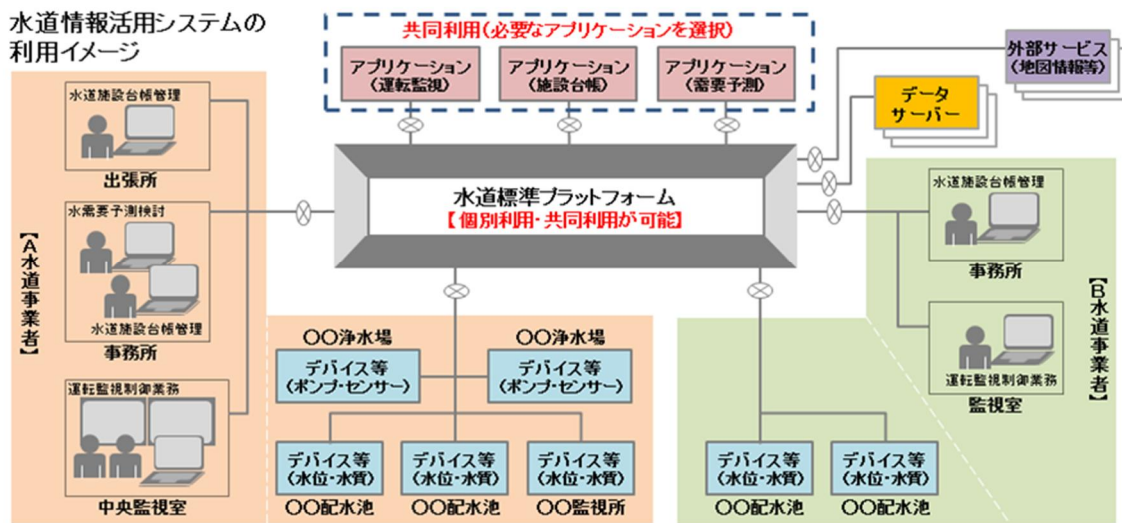 水道情報活用システムの
利用イメージ
共同利用(必要なアプリケーションを選択)
アプリケーション
(運転監視)
アプリケーション
(施設台帳)
アプリケーション
(需要予測)
外部サービス
(地図情報等)
データ
サーバー
水道標準プラットフォーム
【個別利用・共同利用が可能】
【A水道事業者】
水道施設台帳管理
出張所
水需要予測検討
水道施設台帳管理
事務所
運転監視制御業務
中央監視室
〇〇浄水場
デバイス等
(ポンプ・センサー)
〇〇浄水場
デバイス等
(ポンプ・センサー)
デバイス等
(水位・水質)
〇〇配水池
デバイス等
(水位・水質)
〇〇配水池
デバイス等
(水位・水質)
〇〇監視所
デバイス等
(水位・水質)
〇〇配水池
デバイス等
(水位・水質)
〇〇配水池
水道施設台帳管理
事務所
運転監視制御業務
監視室
【B水道事業者】